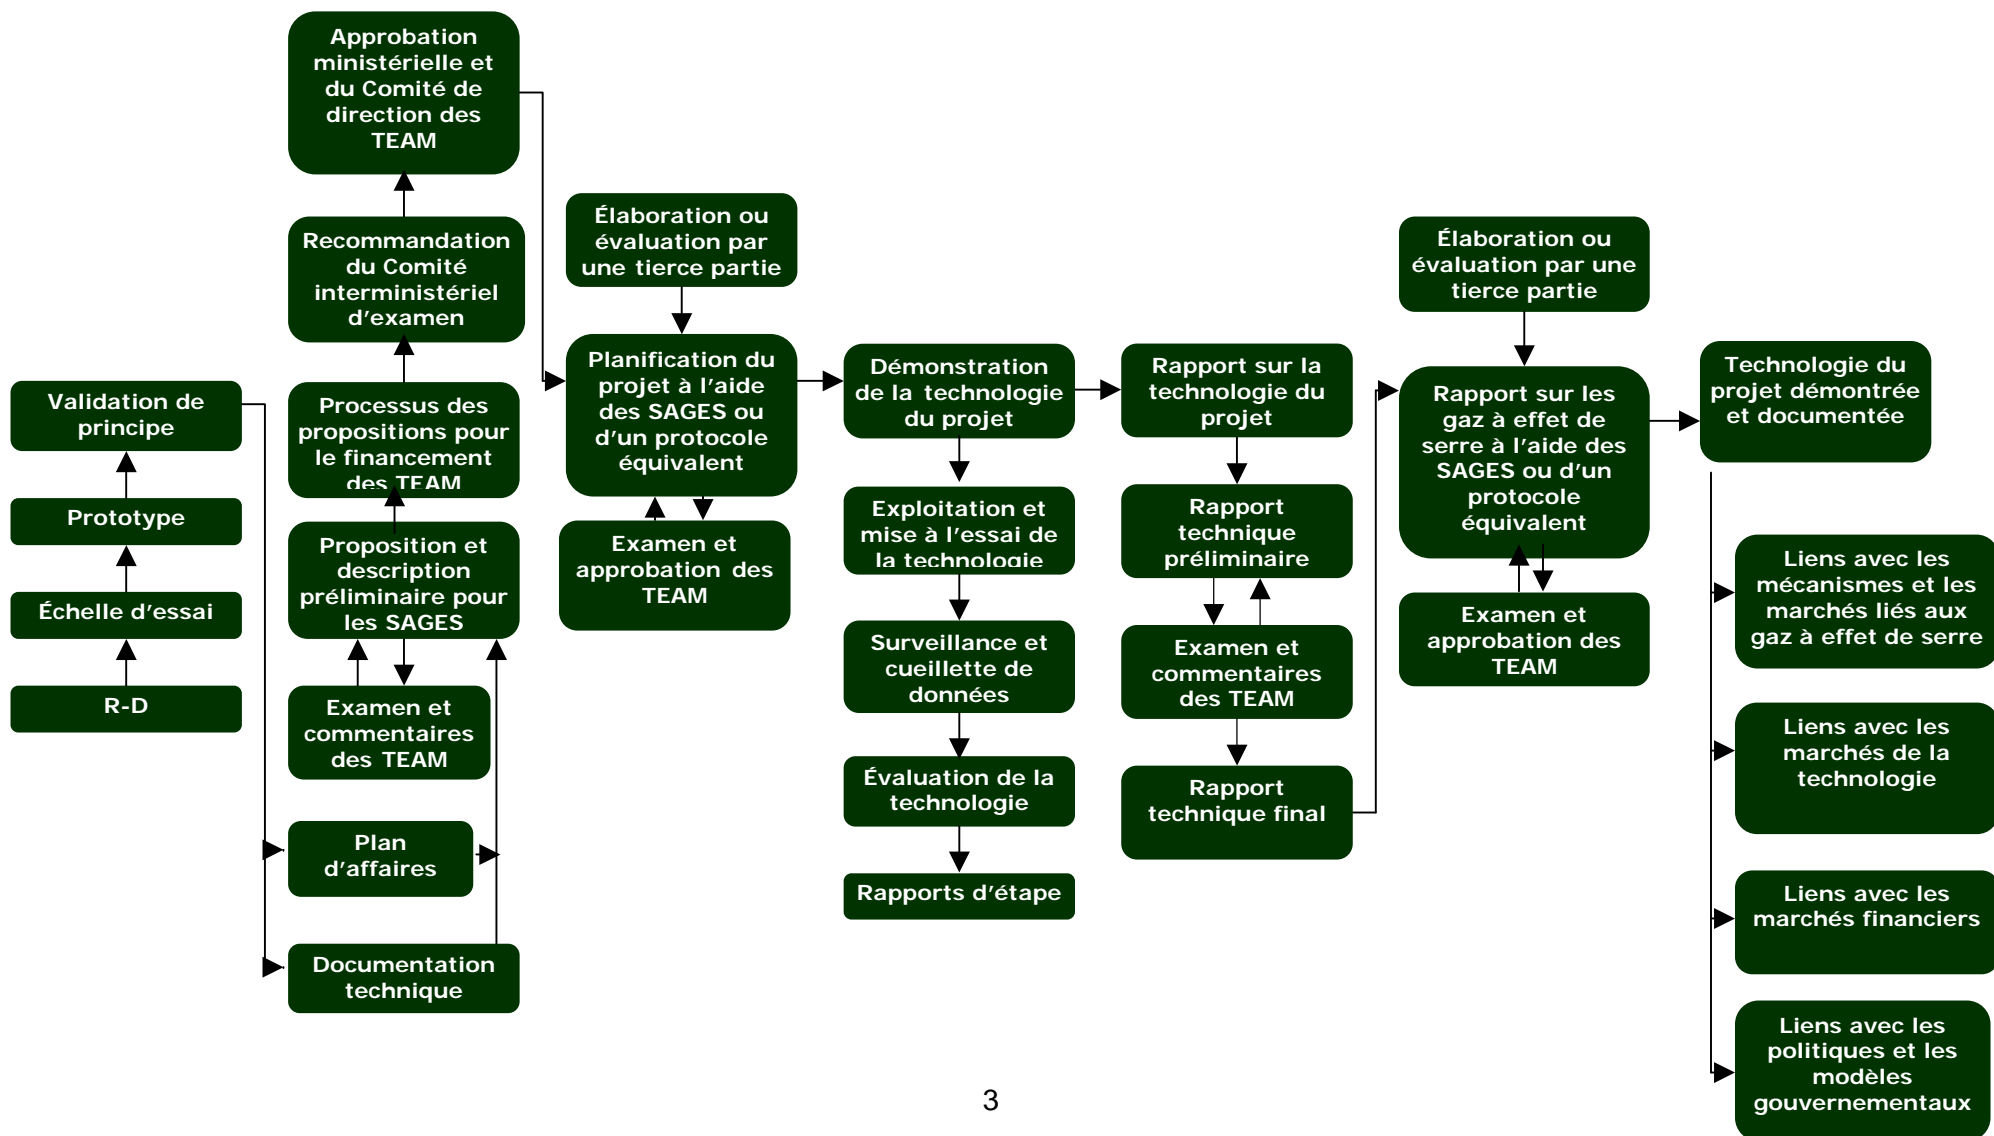 Approbation
ministérielle et
du Comité de
direction des
TEAM
Recommandation
du Comité
interministériel
d’examen
Processus des
propositions pour
le financement
des TEAM
Proposition et
description
préliminaire pour
les SAGES
Examen et
commentaires
des TEAM
Plan
d’affaires
Documentation
technique
Validation de
principe
Prototype
Échelle d’essai
R-D
Élaboration ou
évaluation par
une tierce partie
Planification du
projet à l’aide
des SAGES ou
d’un protocole
équivalent
Examen et
approbation des
TEAM
Démonstration
de la technologie
du projet
Exploitation et
mise à l’essai de
la technologie
Surveillance et
cueillette de
données
Évaluation de la
technologie
Rapports d’étape
Rapport sur la
technologie du
projet
Rapport
technique
préliminaire
Examen et
commentaires
des TEAM
Rapport
technique final
Élaboration ou
évaluation par une
tierce partie
Rapport sur les
gaz à effet de
serre à l’aide des
SAGES ou d’un
protocole
équivalent
Examen et
approbation des
TEAM
Technologie du
projet démontrée
et documentée
Liens avec les
mécanismes et les
marchés liés aux
gaz à effet de serre
Liens avec les
marchés de la
technologie
Liens avec les
marchés financiers
Liens avec les
politiques et les
modèles
gouvernementaux
3